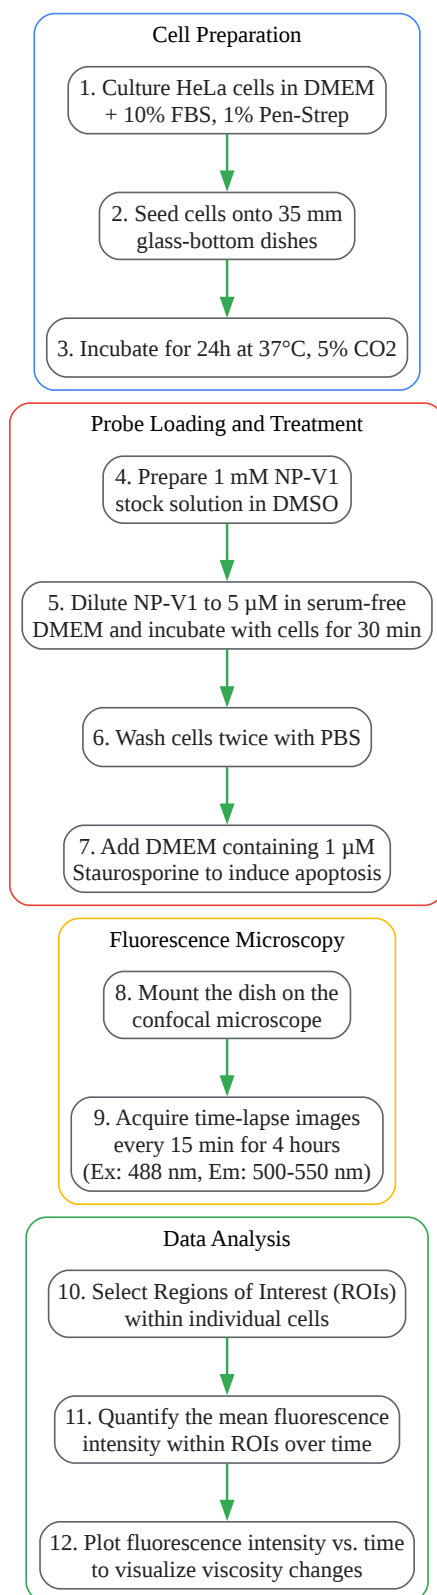 Cell Preparation
1. Culture HeLa cells in DMEM
+ 10% FBS, 1% Pen-Strep
2. Seed cells onto 35 mm
glass-bottom dishes
3. Incubate for 24h at 37°C, 5% CO2
Probe Loading and Treatment
4. Prepare 1 mM NP-V1
stock solution in DMSO
5. Dilute NP-V1 to 5 µM in serum-free
DMEM and incubate with cells for 30 min
6. Wash cells twice with PBS
7. Add DMEM containing 1 µM
Staurosporine to induce apoptosis
Fluorescence Microscopy
8. Mount the dish on the
confocal microscope
9. Acquire time-lapse images
every 15 min for 4 hours
(Ex: 488 nm, Em: 500-550 nm)
Data Analysis
10. Select Regions of Interest (ROIs)
within individual cells
11. Quantify the mean fluorescence
intensity within ROIs over time
12. Plot fluorescence intensity vs. time
to visualize viscosity changes